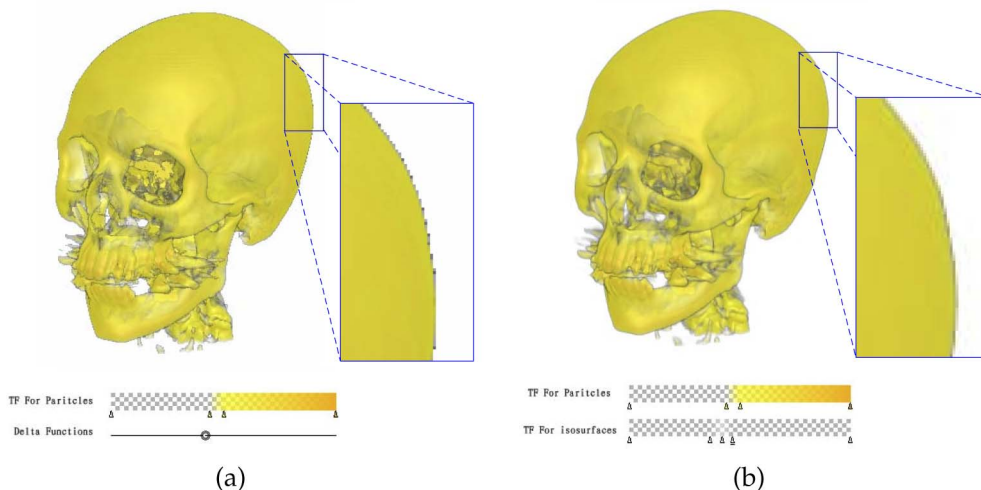 TF For Paritcles
Delta Functions
(a)
TF For Paritcles
TF For isosurfaces
(b)